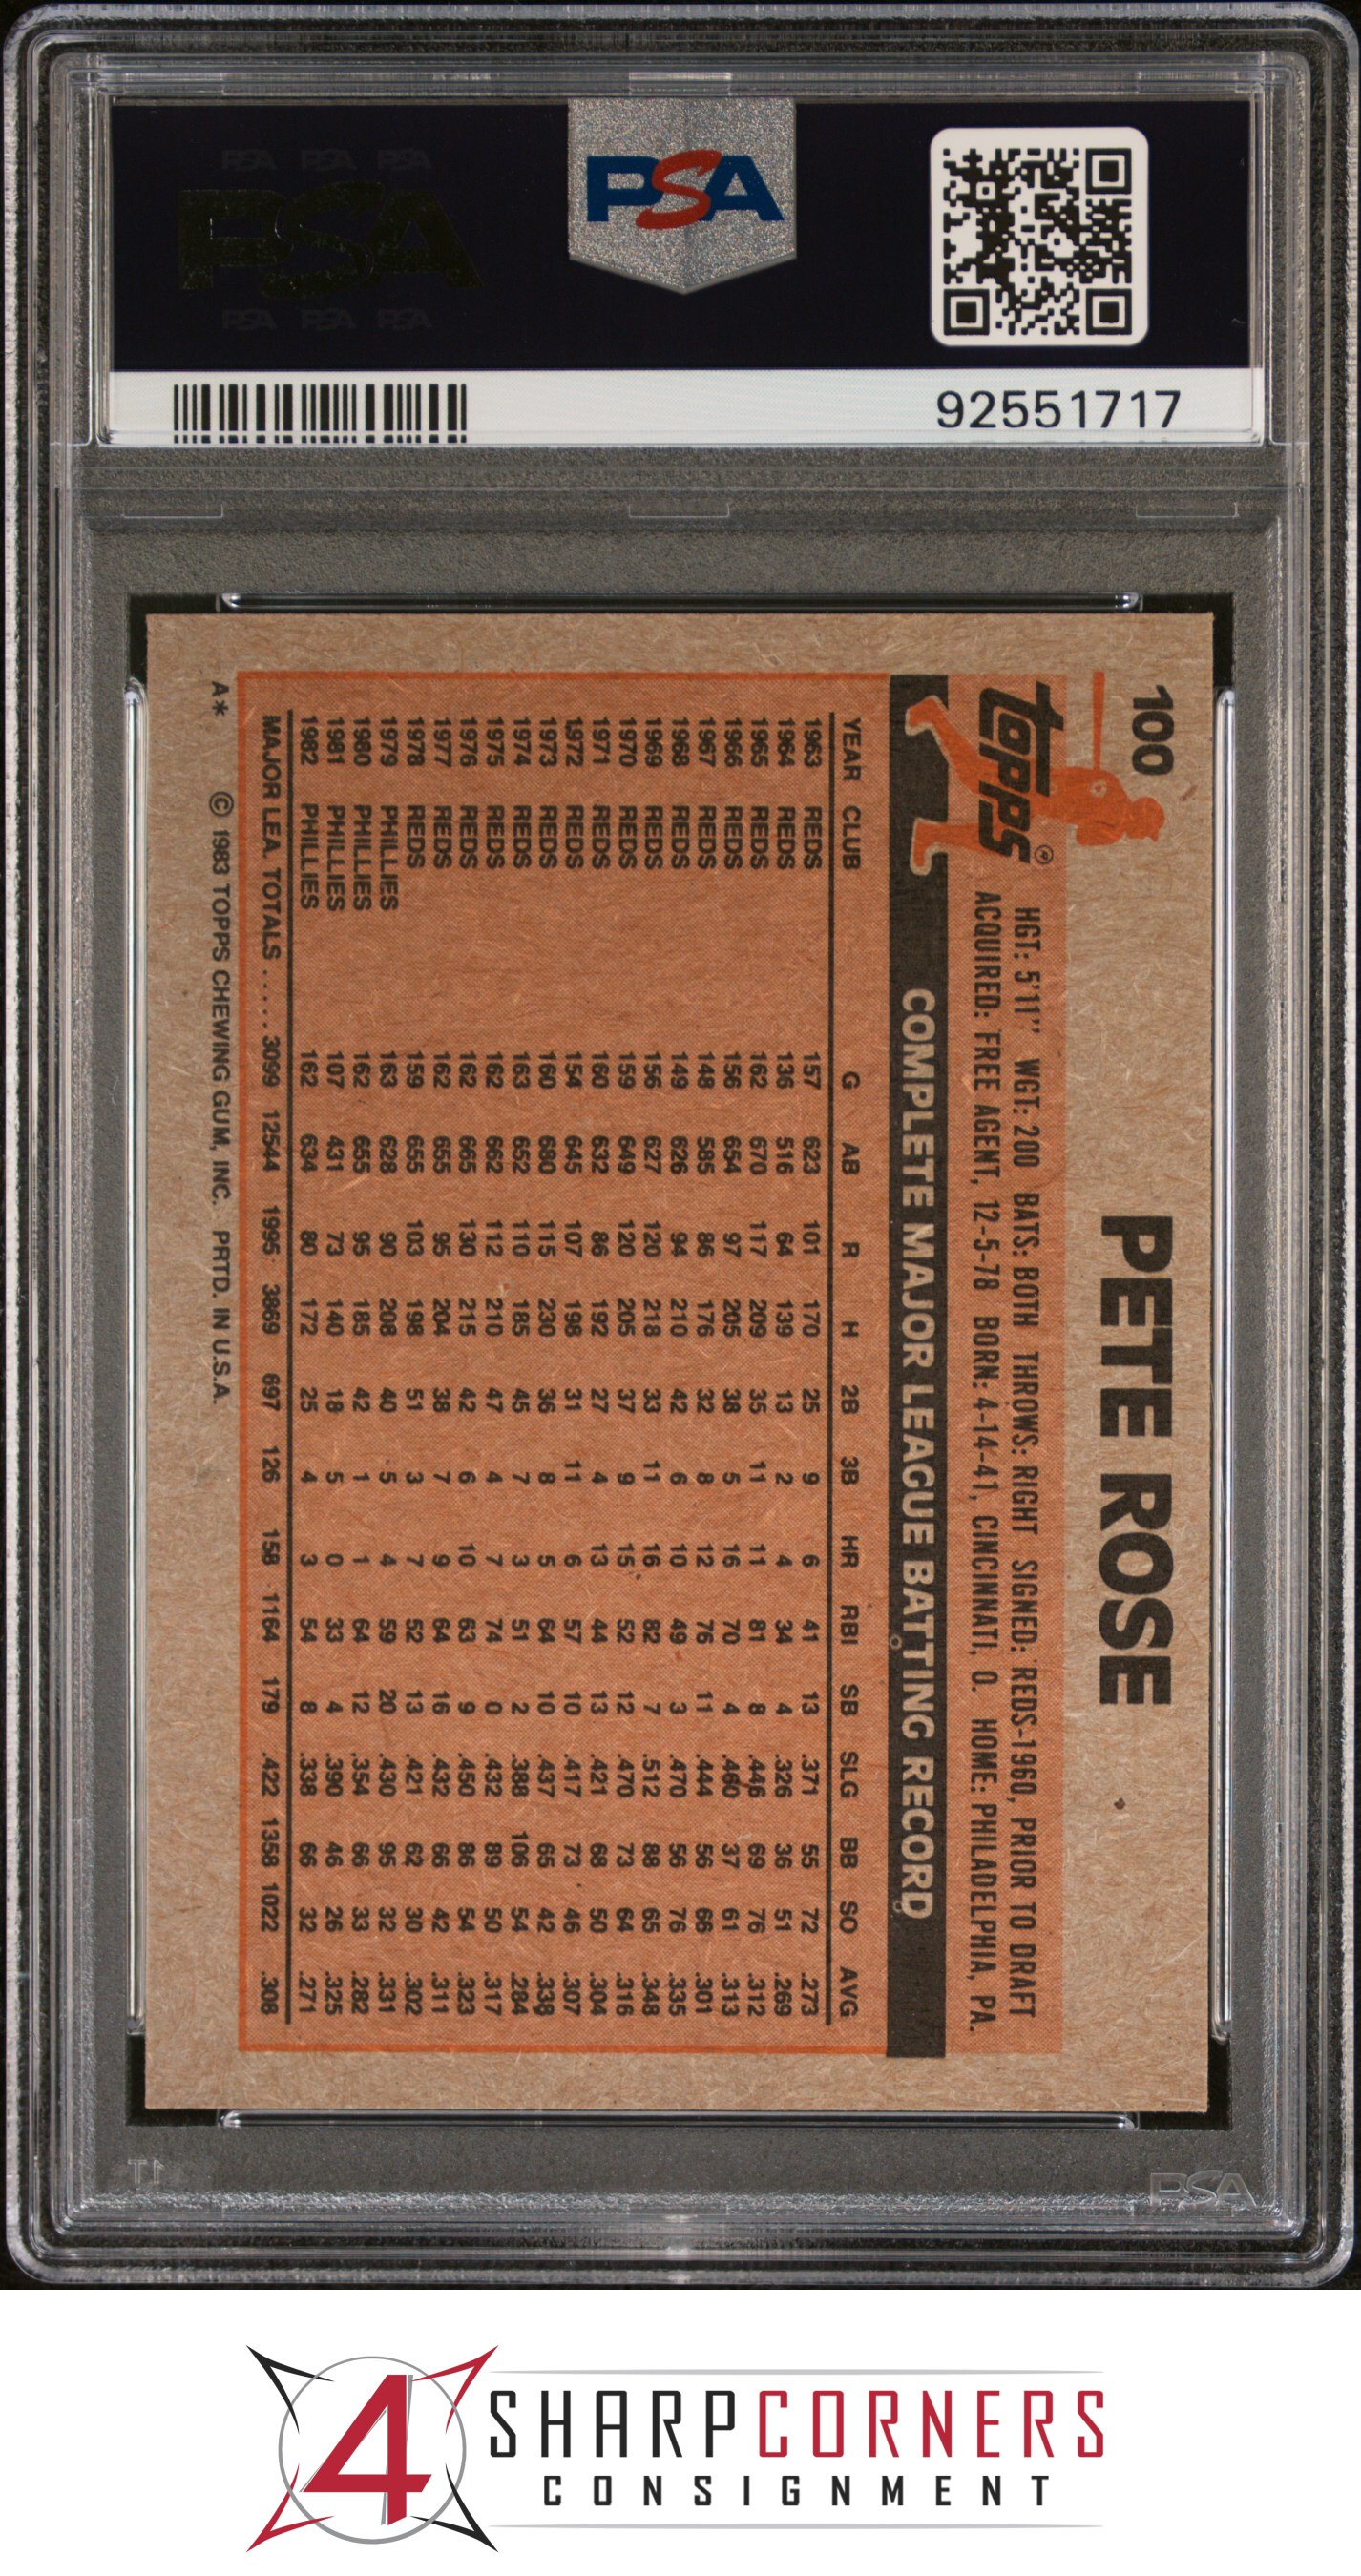 PSA PSA PSA
PSA
PSA PSA PSA
PSA
92551717
100
PETE ROSE
topps®
HGT: 5'11" WGT: 200 BATS: BOTH THROWS: RIGHT SIGNED: REDS-1960, PRIOR TO DRAFT
ACQUIRED: FREE AGENT, 12-5-78 BORN: 4-14-41, CINCINNATI, O. HOME: PHILADELPHIA, PA.
COMPLETE MAJOR LEAGUE BATTING RECORD
YEAR CLUB G AB R H 2B 3B HR RBI SB SLG BB SO AVG
1963 REDS 157 623 101 170 25 9 6 41 13 .371 55 72 .273
1964 REDS 136 516 64 139 13 2 4 34 4 .326 36 51 .269
1965 REDS 162 670 117 209 35 11 11 81 8 .446 69 76 .312
1966 REDS 156 654 97 205 38 5 16 70 4 .460 37 61 .313
1967 REDS 148 585 86 176 32 8 12 76 11 .444 56 66 .301
1968 REDS 149 626 94 210 42 6 10 49 3 .470 56 76 .335
1969 REDS 156 627 120 218 33 11 16 82 7 .512 88 65 .348
1970 REDS 159 649 120 205 37 9 15 52 12 .470 73 64 .316
1971 REDS 160 632 86 192 27 4 13 44 13 .421 68 50 .304
1972 REDS 154 645 107 198 31 11 6 57 10 .417 73 46 .307
1973 REDS 160 680 115 230 36 8 5 64 10 .437 65 42 .338
1974 REDS 163 652 110 185 45 7 3 51 2 .388 106 54 .284
1975 REDS 162 662 112 210 47 4 7 74 0 .432 89 50 .317
1976 REDS 162 665 130 215 42 6 10 63 9 .450 86 54 .323
1977 REDS 162 655 95 204 38 7 9 64 16 .432 66 42 .311
1978 REDS 159 655 103 198 51 3 7 52 13 .421 62 30 .302
1979 PHILLIES 163 628 90 208 40 5 4 59 20 .430 95 32 .331
1980 PHILLIES 162 655 95 185 42 1 1 64 12 .354 66 33 .282
1981 PHILLIES 107 431 73 140 18 5 0 33 4 .390 46 26 .325
1982 PHILLIES 162 634 80 172 25 4 3 54 8 .338 66 32 .271
MAJOR LEA. TOTALS ..... 3099 12544 1995 3869 697 126 158 1164 179 .422 1358 1022 .308
A* © 1983 TOPPS CHEWING GUM, INC. PRTD. IN U.S.A.
PSA
4 SHARPCORNERS
CONSIGNMENT